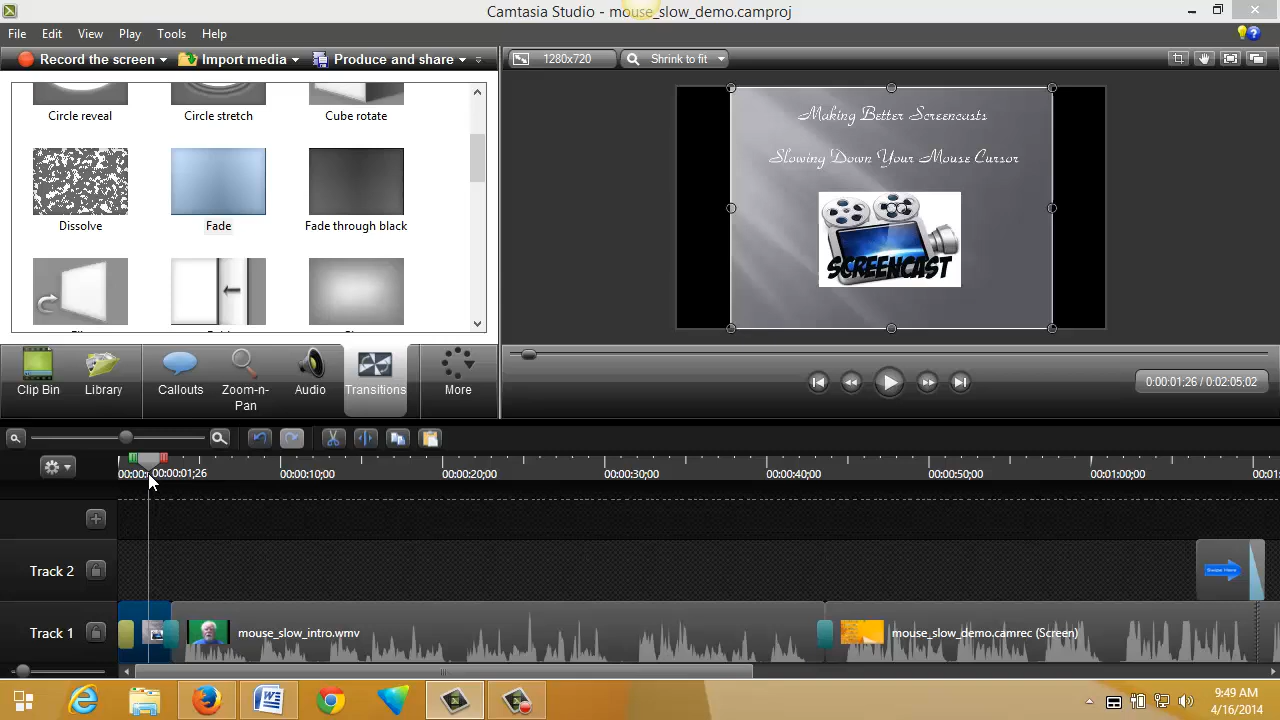 Camtasia Studio - mouse_slow_demo.camproj
File Edit View Play Tools Help
Record the screen Import media Produce and share
1280x720 Shrink to fit
Circle reveal Circle stretch Cube rotate
Dissolve Fade Fade through black
Making Better Screencasts
Slowing Down Your Mouse Cursor
SCREENCAST
Clip Bin Library Callouts Zoom-n-Pan Audio Transitions More
0:00:01;26 / 0:02:05;02
00:00:01;26 00:00:10;00 00:00:20;00 00:00:30;00 00:00:40;00 00:00:50;00 00:01:00;00
Track 2
Swipe Here
Track 1 mouse_slow_intro.wmv mouse_slow_demo.camrec (Screen)
9:49 AM
4/16/2014